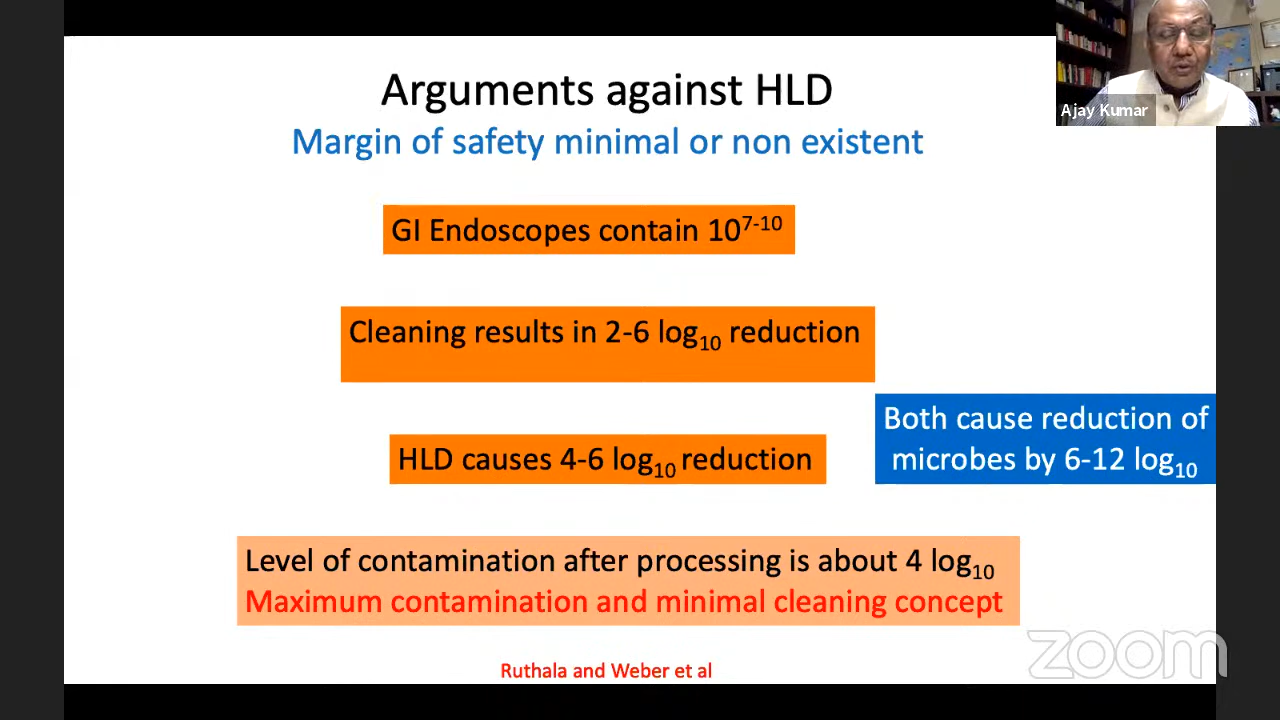 Arguments against HLD
Margin of safety minimal or non existent
Ajay Kumar
GI Endoscopes contain 10⁷⁻¹⁰
Cleaning results in 2-6 log₁₀ reduction
Both cause reduction of
microbes by 6-12 log₁₀
HLD causes 4-6 log₁₀ reduction
Level of contamination after processing is about 4 log₁₀
Maximum contamination and minimal cleaning concept
Ruthala and Weber et al
zoom